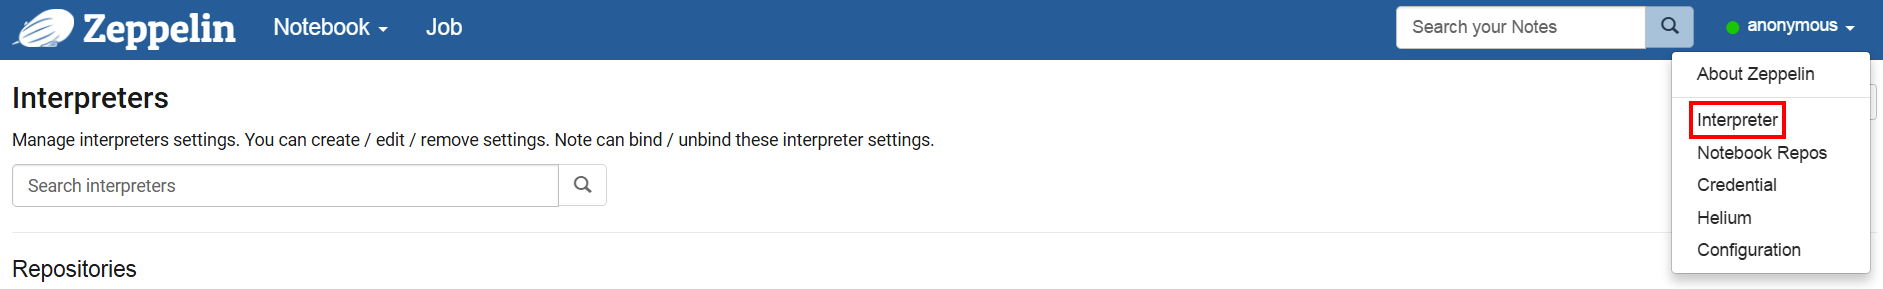 Zeppelin Notebook Job Search your Notes anonymous
About Zeppelin
Interpreters
Interpreter
Manage interpreters settings. You can create / edit / remove settings. Note can bind / unbind these interpreter settings.
Notebook Repos
Search interpreters
Credential
Helium
Configuration
Repositories